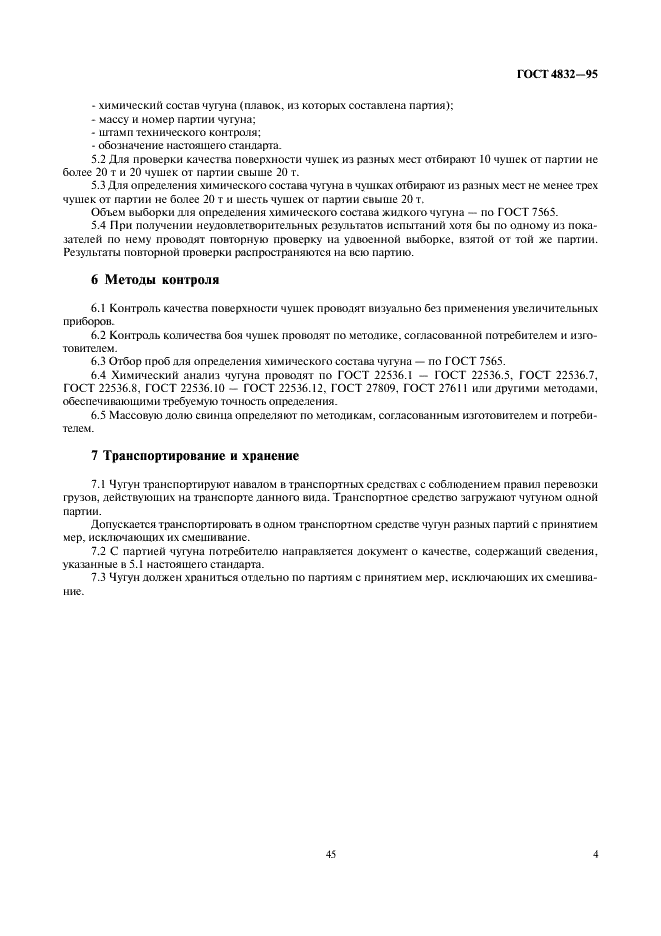 ГОСТ 4832—95
- химический состав чугуна (плавок, из которых составлена партия);
- массу и номер партии чугуна;
- штамп технического контроля;
- обозначение настоящего стандарта.
5.2 Для проверки качества поверхности чушек из разных мест отбирают 10 чушек от партии не
более 20 т и 20 чушек от партии свыше 20 т.
5.3 Для определения химического состава чугуна в чушках отбирают из разных мест не менее трех
чушек от партии не более 20 т и шесть чушек от партии свыше 20 т.
Объем выборки для определения химического состава жидкого чугуна — по ГОСТ 7565.
5.4 При получении неудовлетворительных результатов испытаний хотя бы по одному из пока-
зателей по нему проводят повторную проверку на удвоенной выборке, взятой от той же партии.
Результаты повторной проверки распространяются на всю партию.
6 Методы контроля
6.1 Контроль качества поверхности чушек проводят визуально без применения увеличительных
приборов.
6.2 Контроль количества боя чушек проводят по методике, согласованной потребителем и изго-
товителем.
6.3 Отбор проб для определения химического состава чугуна — по ГОСТ 7565.
6.4 Химический анализ чугуна проводят по ГОСТ 22536.1 — ГОСТ 22536.5, ГОСТ 22536.7,
ГОСТ 22536.8, ГОСТ 22536.10 — ГОСТ 22536.12, ГОСТ 27809, ГОСТ 27611 или другими методами,
обеспечивающими требуемую точность определения.
6.5 Массовую долю свинца определяют по методикам, согласованным изготовителем и потреби-
телем.
7 Транспортирование и хранение
7.1 Чугун транспортируют навалом в транспортных средствах с соблюдением правил перевозки
грузов, действующих на транспорте данного вида. Транспортное средство загружают чугуном одной
партии.
Допускается транспортировать в одном транспортном средстве чугун разных партий с принятием
мер, исключающих их смешивание.
7.2 С партией чугуна потребителю направляется документ о качестве, содержащий сведения,
указанные в 5.1 настоящего стандарта.
7.3 Чугун должен храниться отдельно по партиям с принятием мер, исключающих их смешива-
ние.
45
4